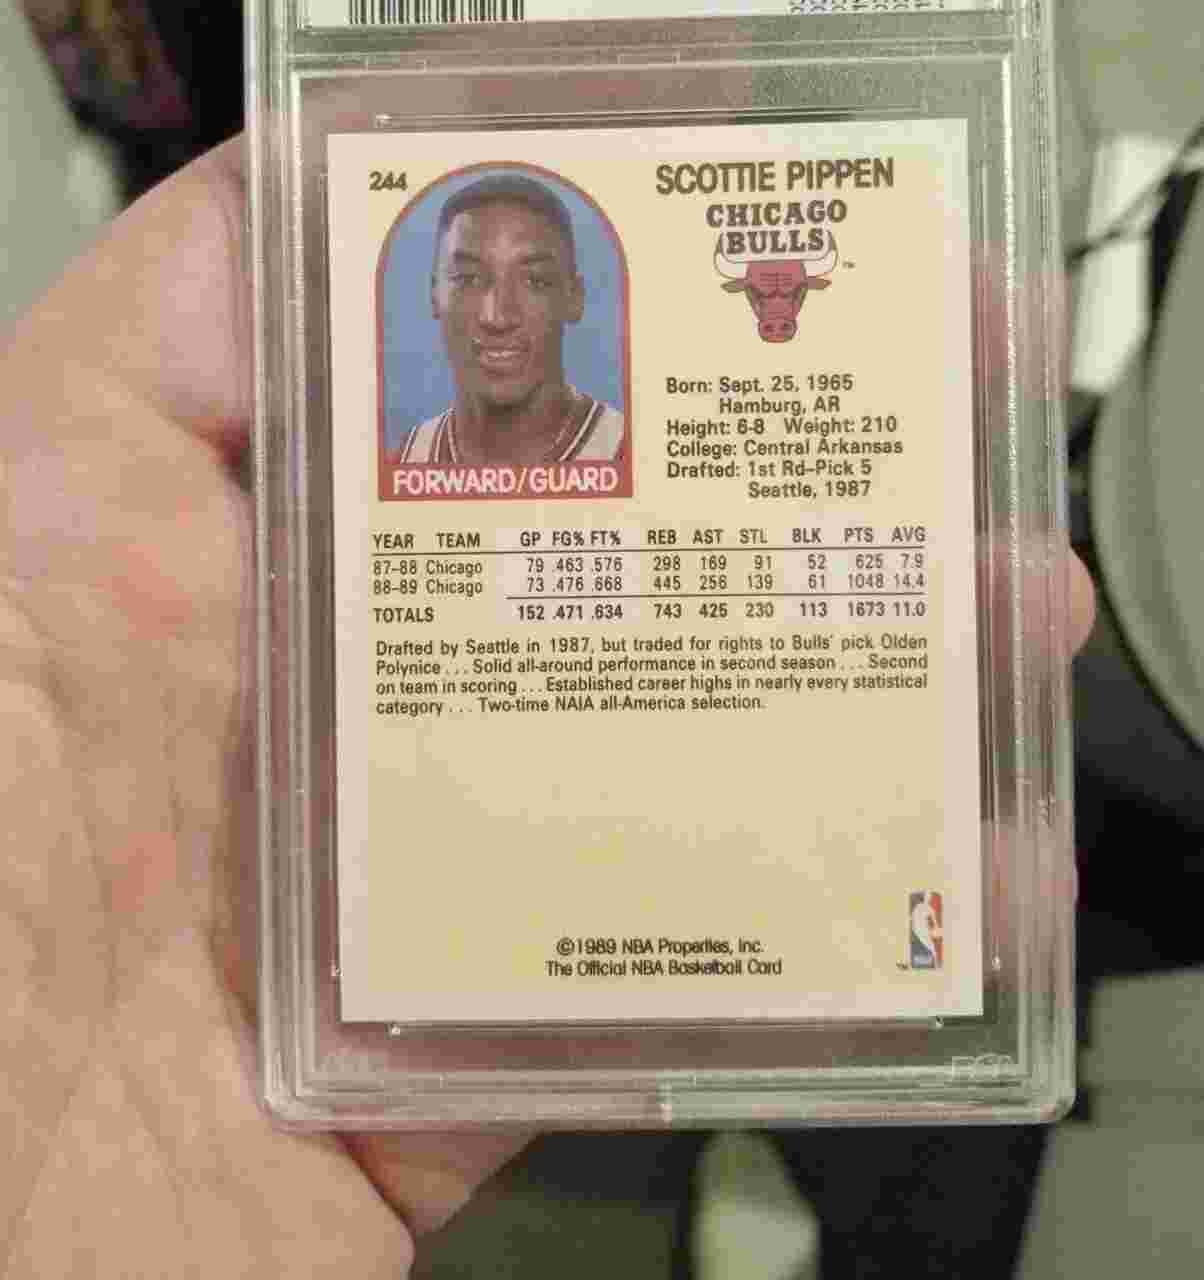 244
SCOTTIE PIPPEN
CHICAGO
BULLS
TM
FORWARD/GUARD
Born: Sept. 25, 1965
Hamburg, AR
Height: 6-8 Weight: 210
College: Central Arkansas
Drafted: 1st Rd-Pick 5
Seattle, 1987
YEAR TEAM GP FG% FT% REB AST STL BLK PTS AVG
87-88 Chicago 79 .463 .576 298 169 91 52 625 7.9
88-89 Chicago 73 .476 .668 445 256 139 61 1048 14.4
TOTALS 152 .471 .634 743 425 230 113 1673 11.0
Drafted by Seattle in 1987, but traded for rights to Bulls' pick Olden
Polynice . . . Solid all-around performance in second season . . . Second
on team in scoring . . . Established career highs in nearly every statistical
category . . . Two-time NAIA all-America selection.
©1989 NBA Properties, Inc.
The Official NBA Basketball Card
TM
PSA